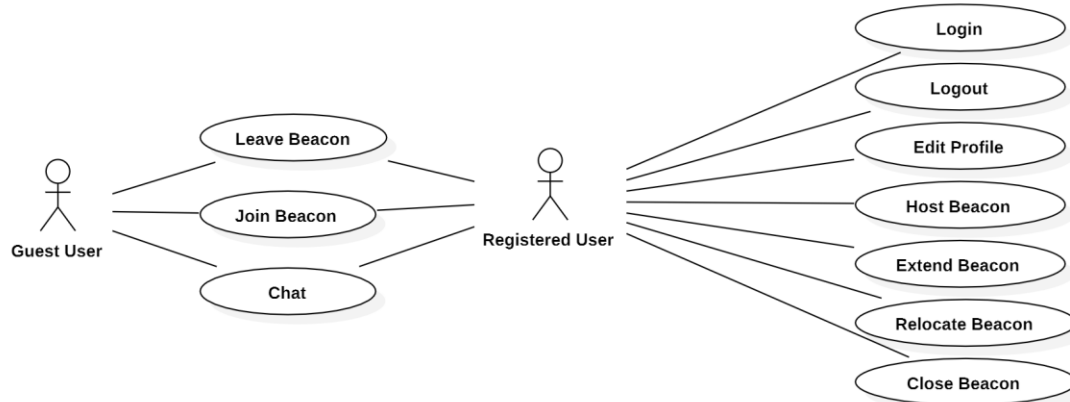 Login
Logout
Leave Beacon
Edit Profile
Join Beacon
Host Beacon
Guest User
Registered User
Extend Beacon
Chat
Relocate Beacon
Close Beacon